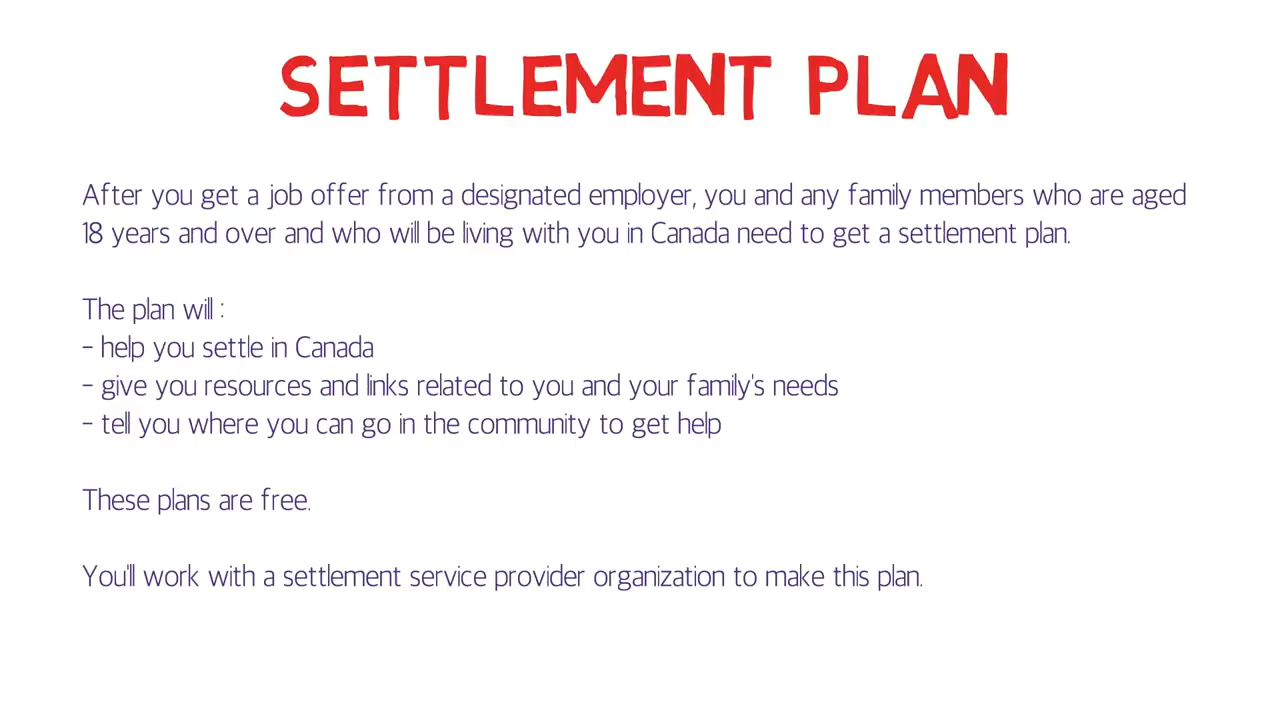 SETTLEMENT PLAN
After you get a job offer from a designated employer, you and any family members who are aged
18 years and over and who will be living with you in Canada need to get a settlement plan.
The plan will :
- help you settle in Canada
- give you resources and links related to you and your family's needs
- tell you where you can go in the community to get help
These plans are free.
You'll work with a settlement service provider organization to make this plan.